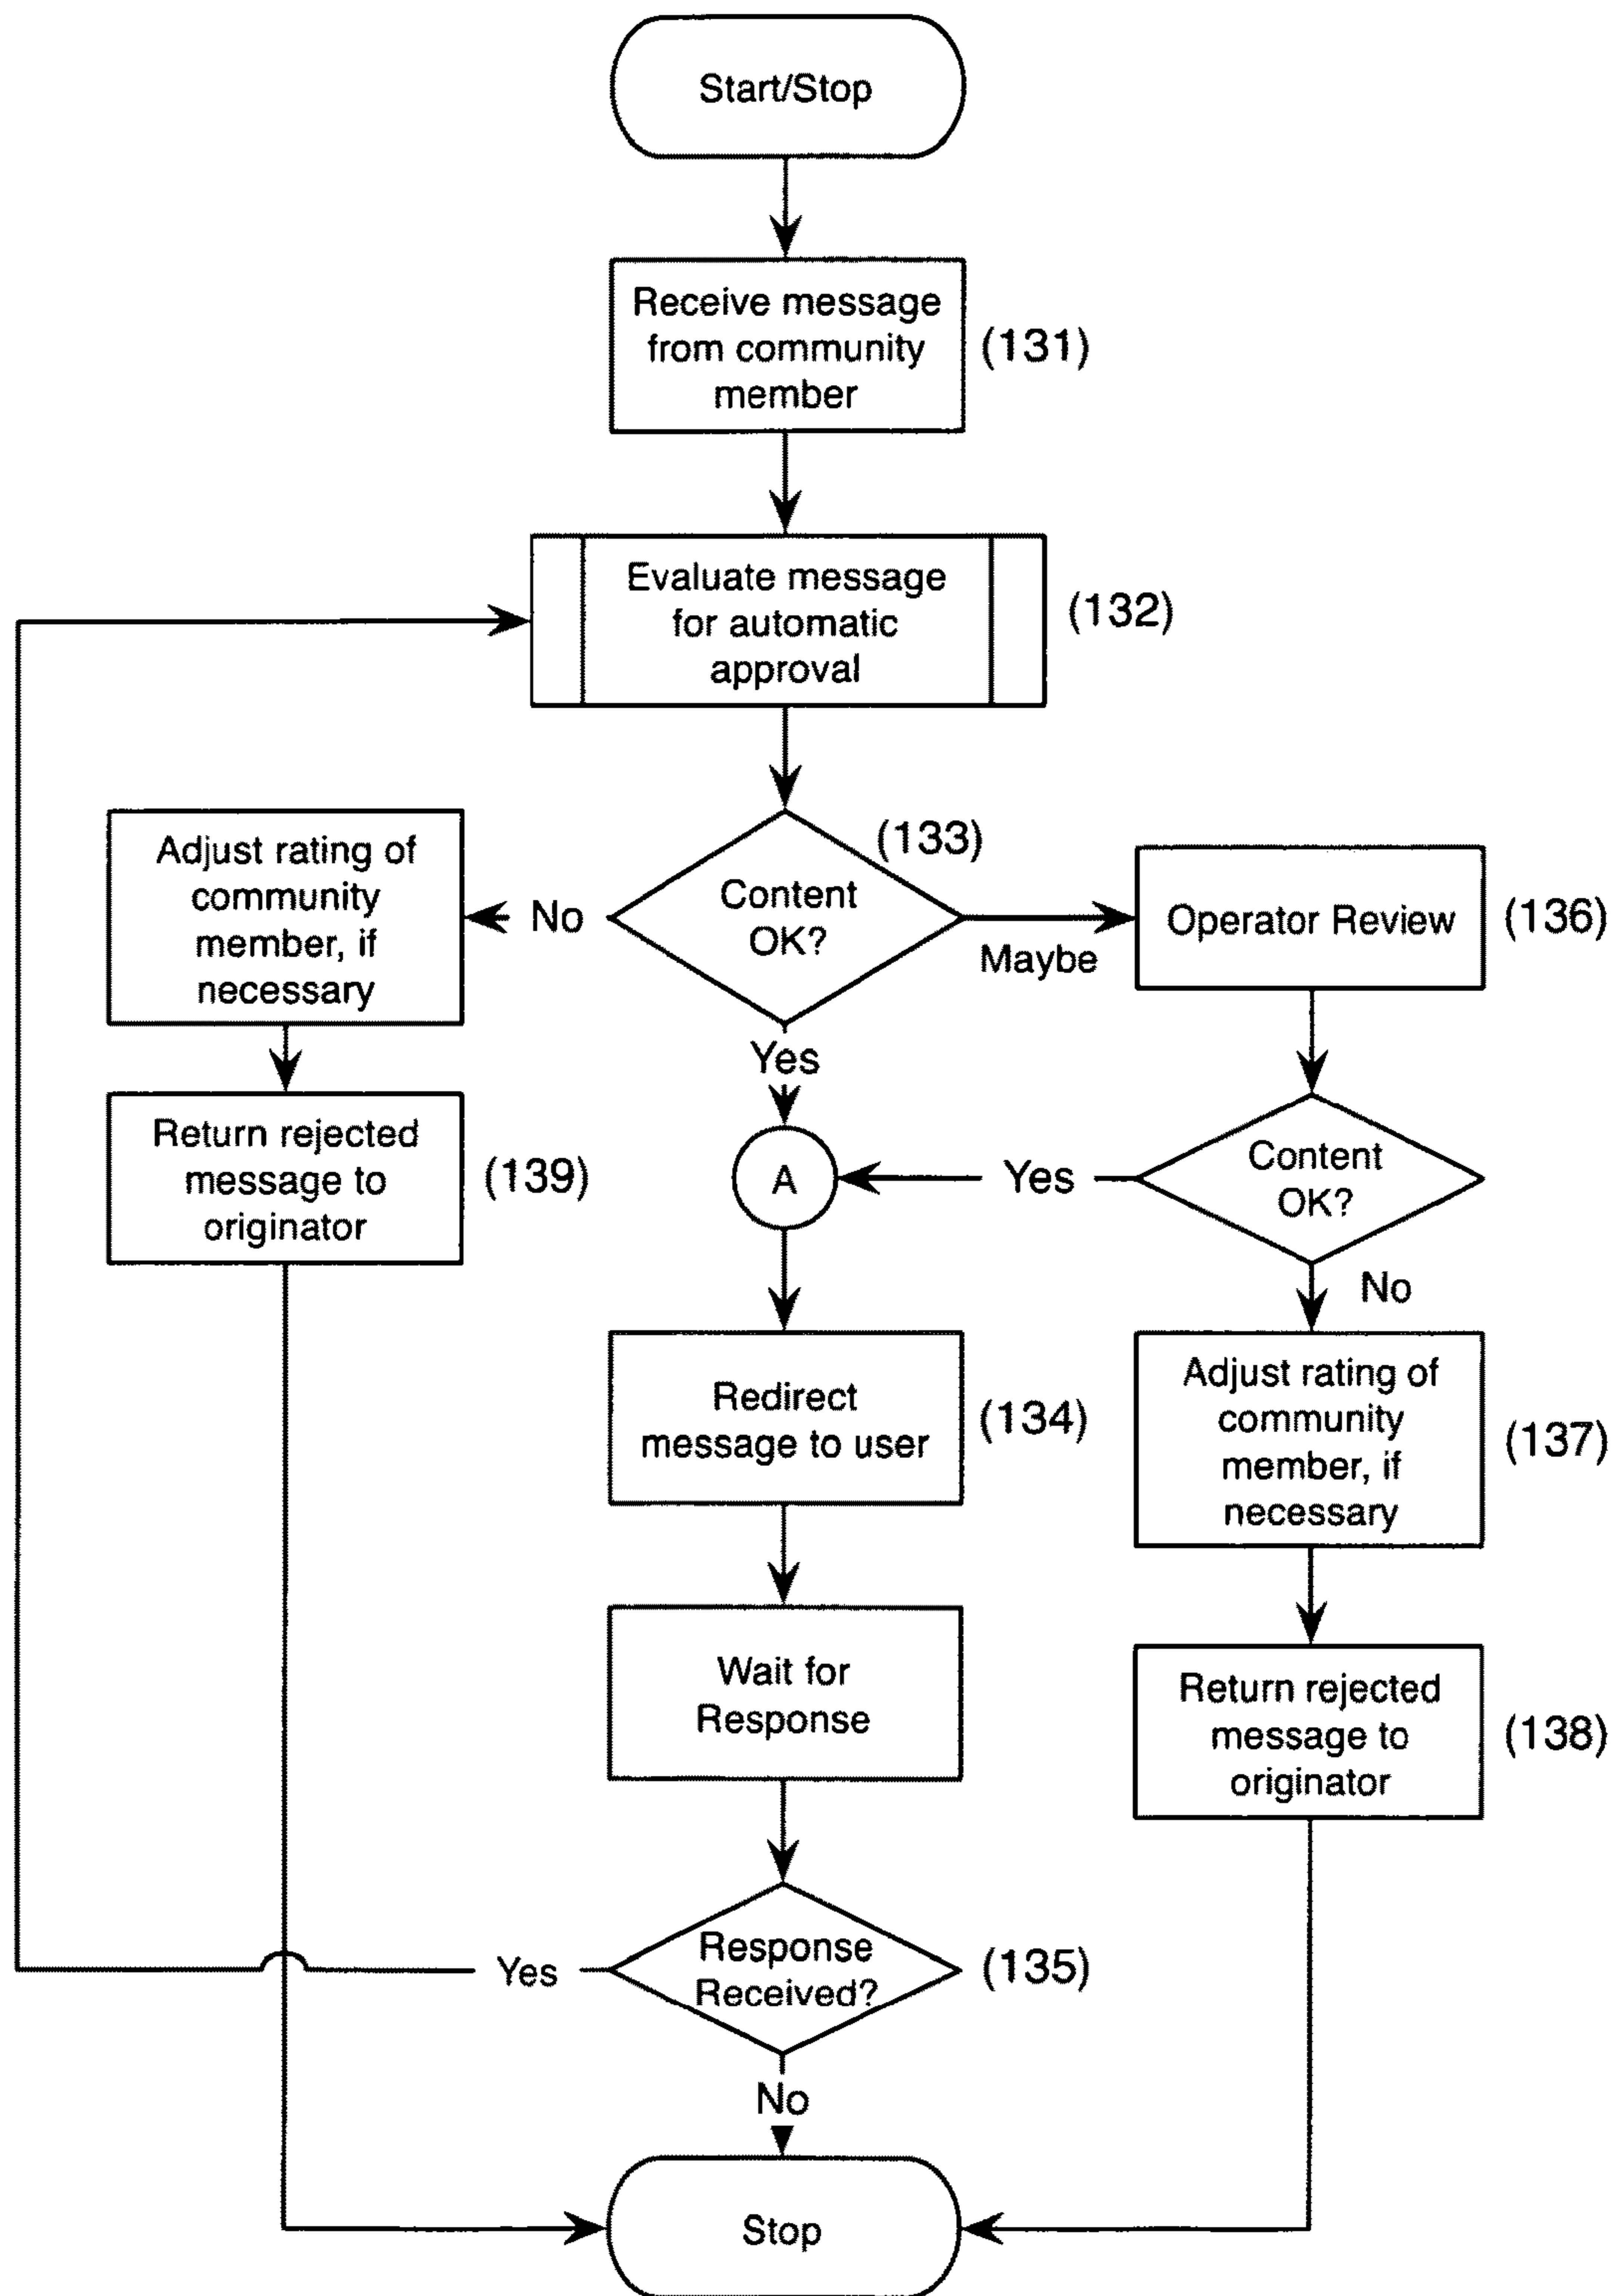 Start/Stop
Receive message
from community
member
(131)
Evaluate message
for automatic
approval
(132)
(133)
Content
OK?
No
Maybe
Yes
Adjust rating of
community
member, if
necessary
Return rejected
message to
originator
(139)
Operator Review
(136)
Content
OK?
Yes
No
A
Redirect
message to user
(134)
Adjust rating of
community
member, if
necessary
(137)
Wait for
Response
Return rejected
message to
originator
(138)
Response
Received?
(135)
Yes
No
Stop